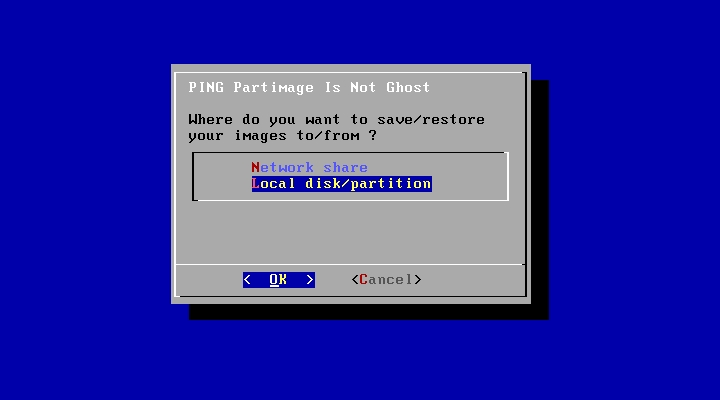 PING Partimage Is Not Ghost
Where do you want to save/restore
your images to/from ?
Network share
Local disk/partition
<  OK  > <Cancel>